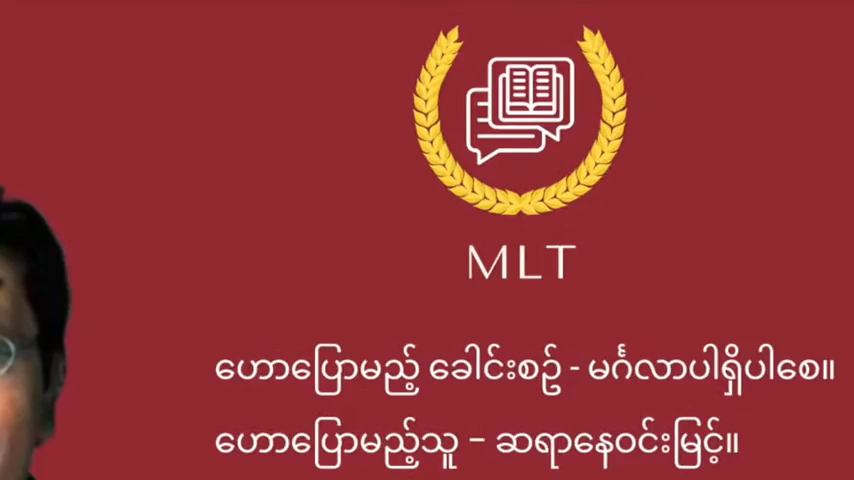 MLT
ဟောပြောမည့် ခေါင်းစဥ် - မင်္ဂလာပါရှိပါစေ။
ဟောပြောမည့်သူ – ဆရာနေဝင်းမြင့်။